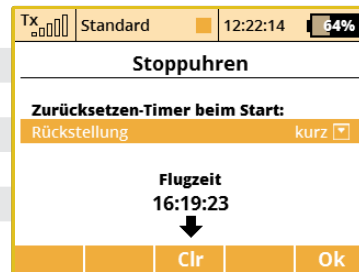 Tx Standard 12:22:14 64%
Stoppuhren
Zurücksetzen-Timer beim Start:
Rückstellung kurz
Flugzeit
16:19:23
Clr Ok